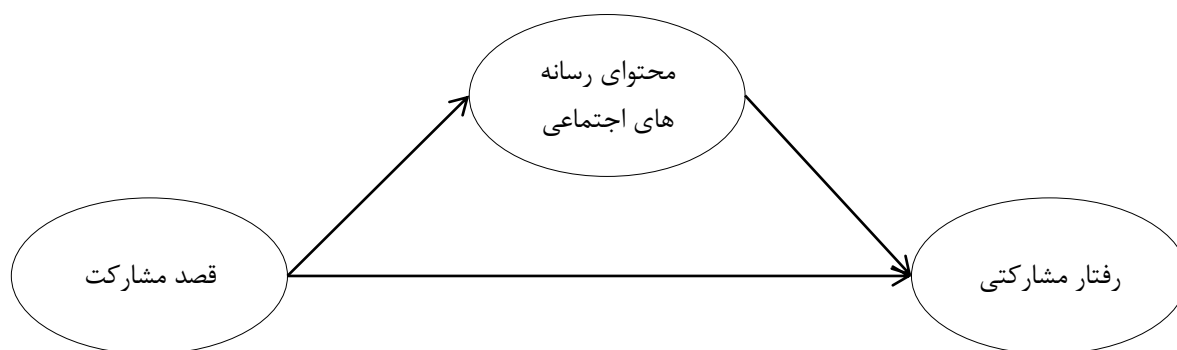 محتوای رسانه
های اجتماعی
قصد مشارکت
رفتار مشارکتی